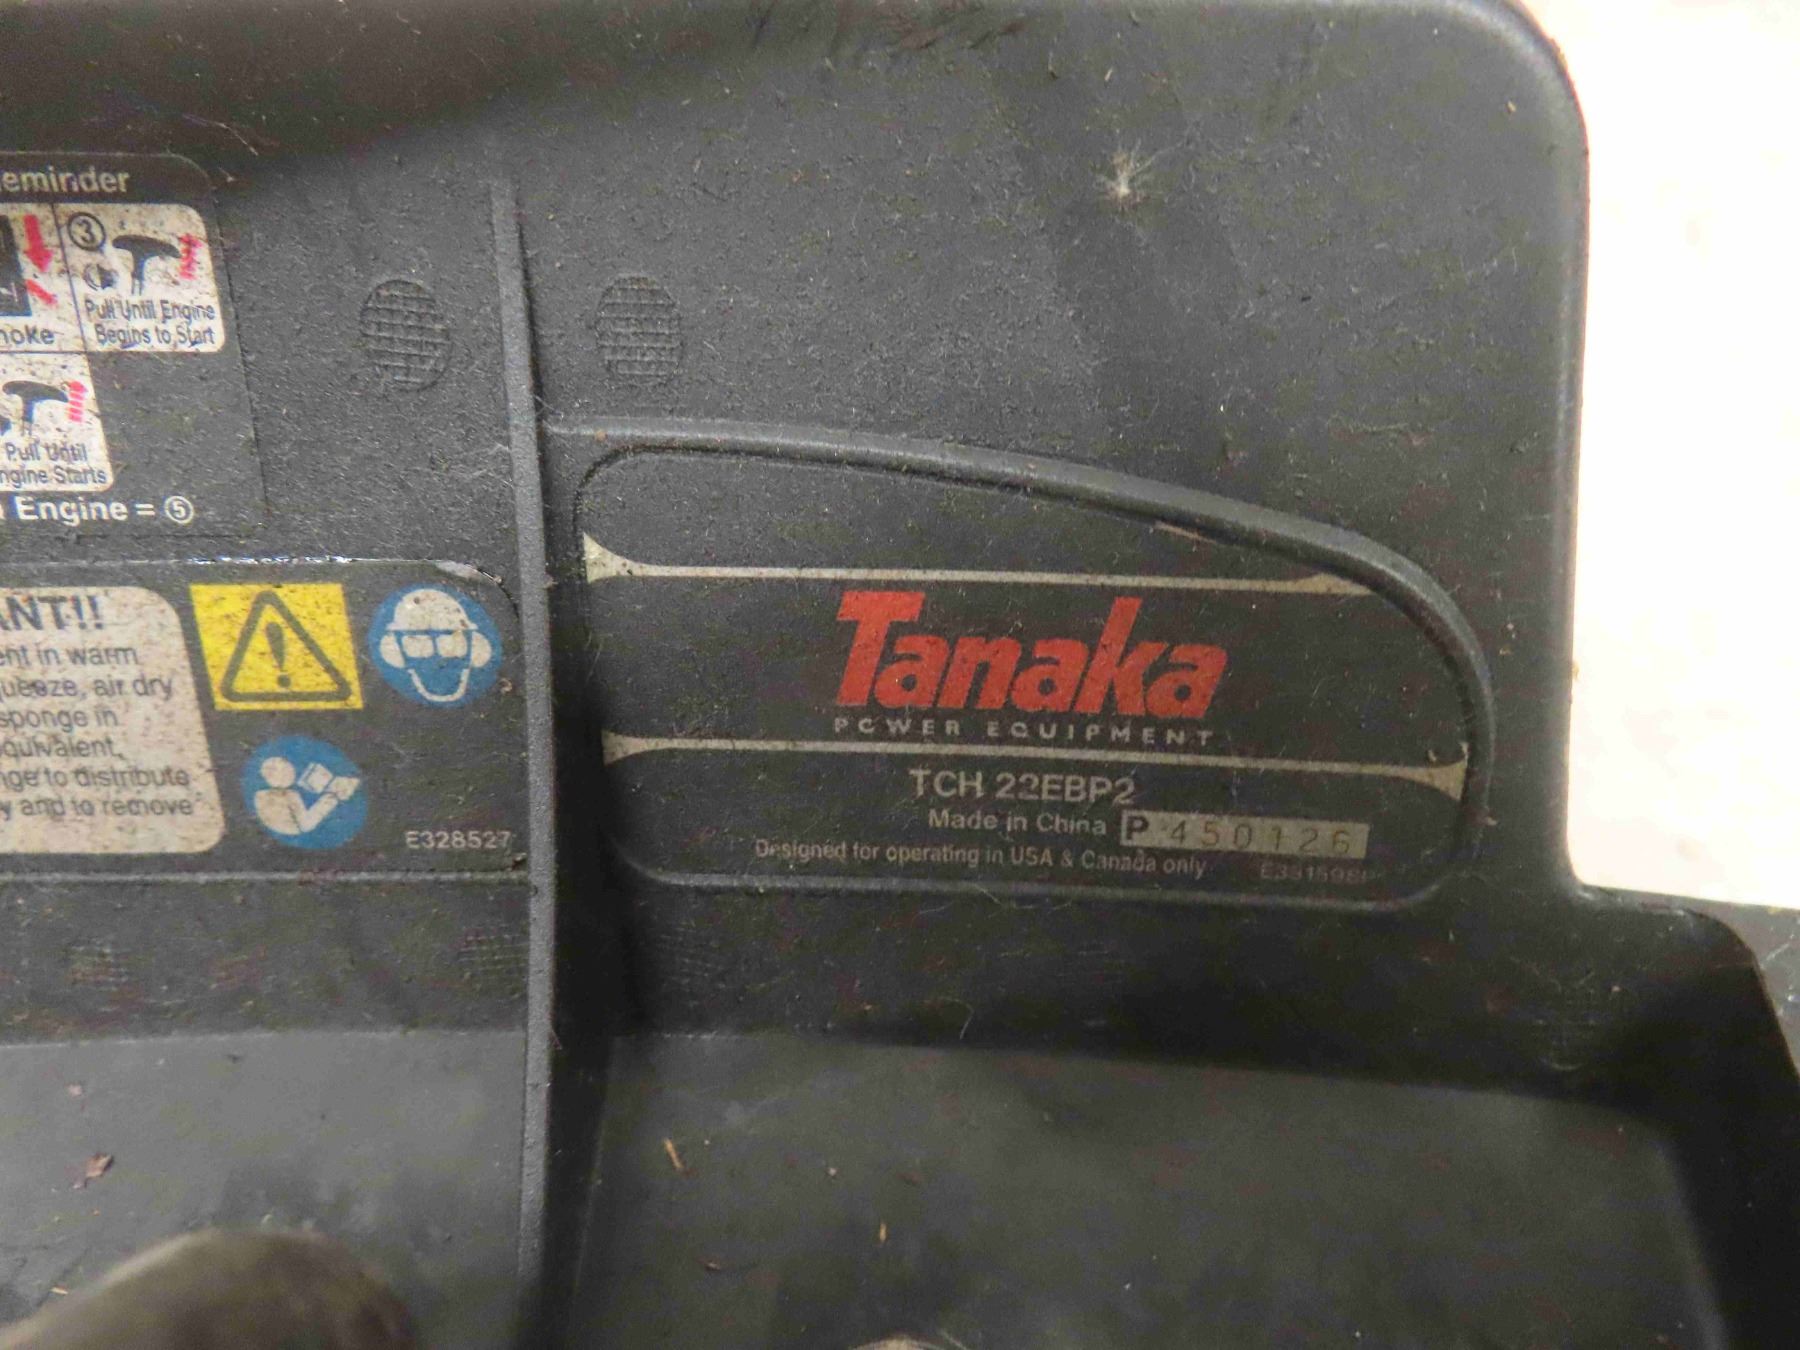 eminder
③
Pull Until Engine
Begins to Start
hoke
Pull Until
ngine Starts
Engine = ⑤
ANT!!
ent in warm
queeze, air dry
sponge in
equivalent,
nge to distribute
y and to remove
E328527
Tanaka
POWER EQUIPMENT
TCH 22EBP2
Made in China P 450126
Designed for operating in USA & Canada only